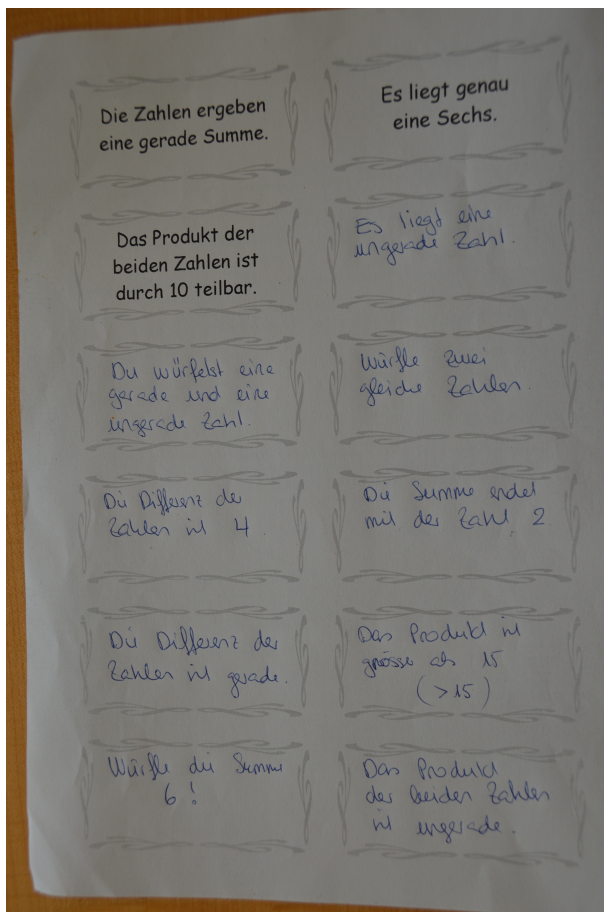 Die Zahlen ergeben
eine gerade Summe.
Es liegt genau
eine Sechs.
Das Produkt der
beiden Zahlen ist
durch 10 teilbar.
Es liegt eine
ungerade Zahl.
Du würfelst eine
gerade und eine
ungerade Zahl.
Würfle zwei
gleiche Zahlen.
Die Differenz der
Zahlen ist 4.
Die Summe endet
mit der Zahl 2
Die Differenz der
Zahlen ist gerade.
Das Produkt ist
grösser als 15
(>15)
Würfle die Summe
6!
Das Produkt
der beiden Zahlen
ist ungerade.